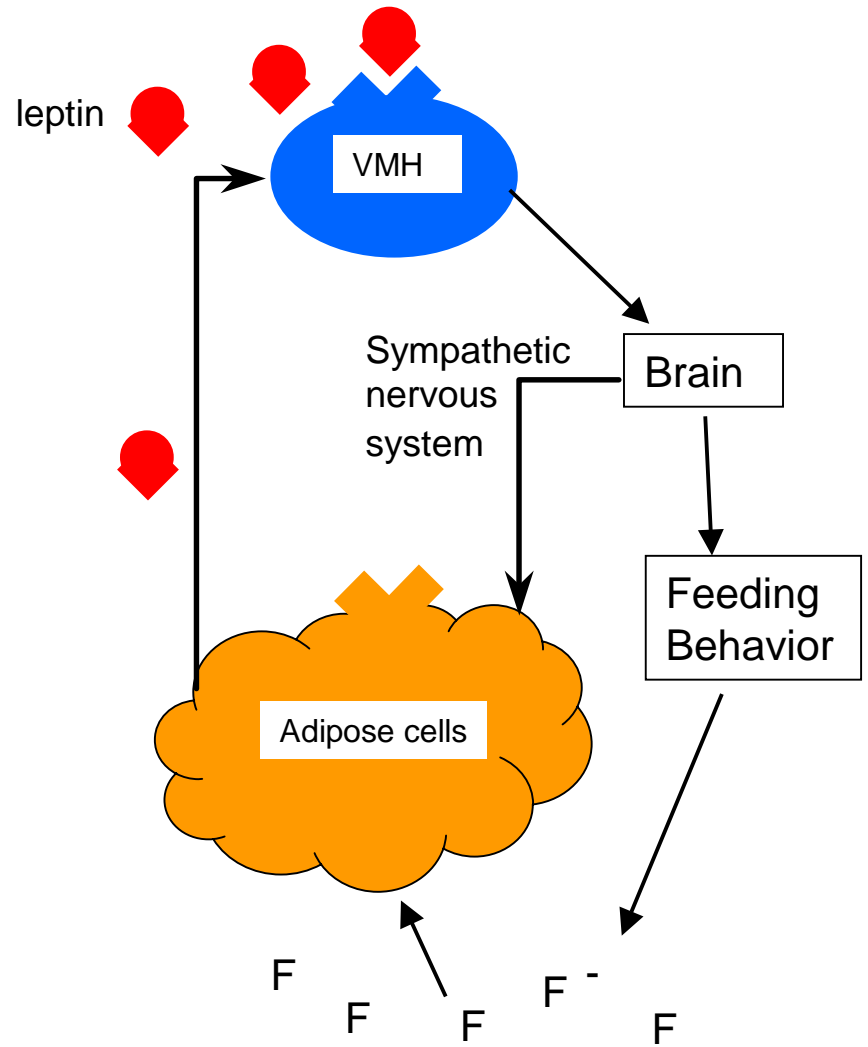 leptin
VMH
Sympathetic
nervous
system
Brain
Feeding
Behavior
Adipose cells
F
F
F
F -
F